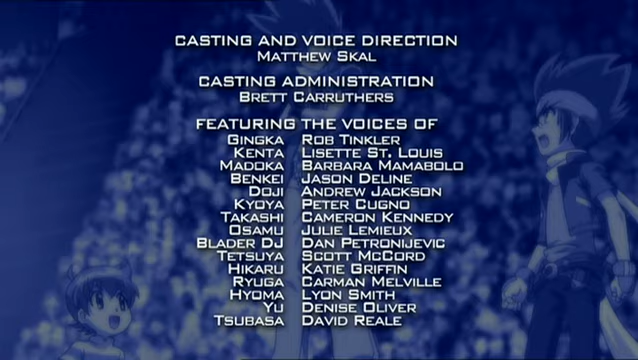 CASTING AND VOICE DIRECTION
MATTHEW SKAL
CASTING ADMINISTRATION
BRETT CARRUTHERS
FEATURING THE VOICES OF
GINGKA ROB TINKLER
KENTA LISETTE ST. LOUIS
MADOKA BARBARA MAMABOLO
BENKEI JASON DELINE
DOJI ANDREW JACKSON
KYOYA PETER CUGNO
TAKASHI CAMERON KENNEDY
OSAMU JULIE LEMIEUX
BLADER DJ DAN PETRONIJEVIC
TETSUYA SCOTT MCCORD
HIKARU KATIE GRIFFIN
RYUGA CARMAN MELVILLE
HYOMA LYON SMITH
YU DENISE OLIVER
TSUBASA DAVID REALE